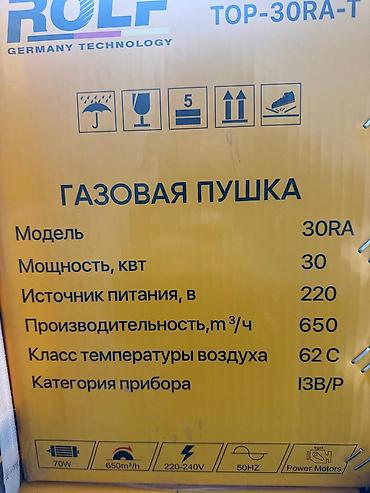 ROLF
GERMANY TECHNOLOGY
TOP-30RA-T
5
ГАЗОВАЯ ПУШКА
Модель 30RA
Мощность, квт 30
Источник питания, в 220
Производительность,m³/ч 650
Класс температуры воздуха 62 C
Категория прибора I3B/P
70W 650m³/h 220-240V 50HZ Power Motors